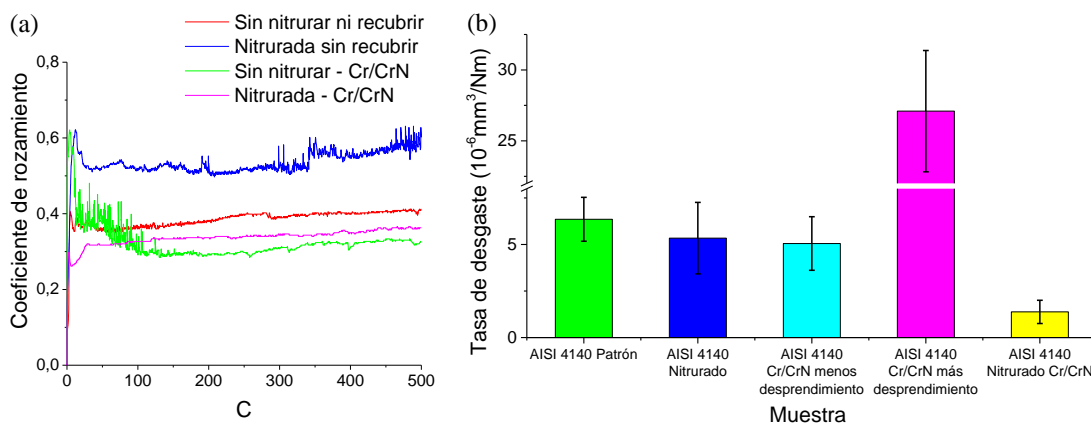 (a)
Sin nitrurar ni recubrir
Nitrurada sin recubrir
Sin nitrurar - Cr/CrN
Nitrurada - Cr/CrN
Coeficiente de rozamiento
0,8
0,6
0,4
0,2
0,0
0
100
200
300
400
500
C
(b)
Tasa de desgaste (10⁻⁶mm³/Nm)
30
25
5
0
AISI 4140 Patrón
AISI 4140
Nitrurado
AISI 4140
Cr/CrN menos
desprendimiento
AISI 4140
Cr/CrN más
desprendimiento
AISI 4140
Nitrurado Cr/CrN
Muestra